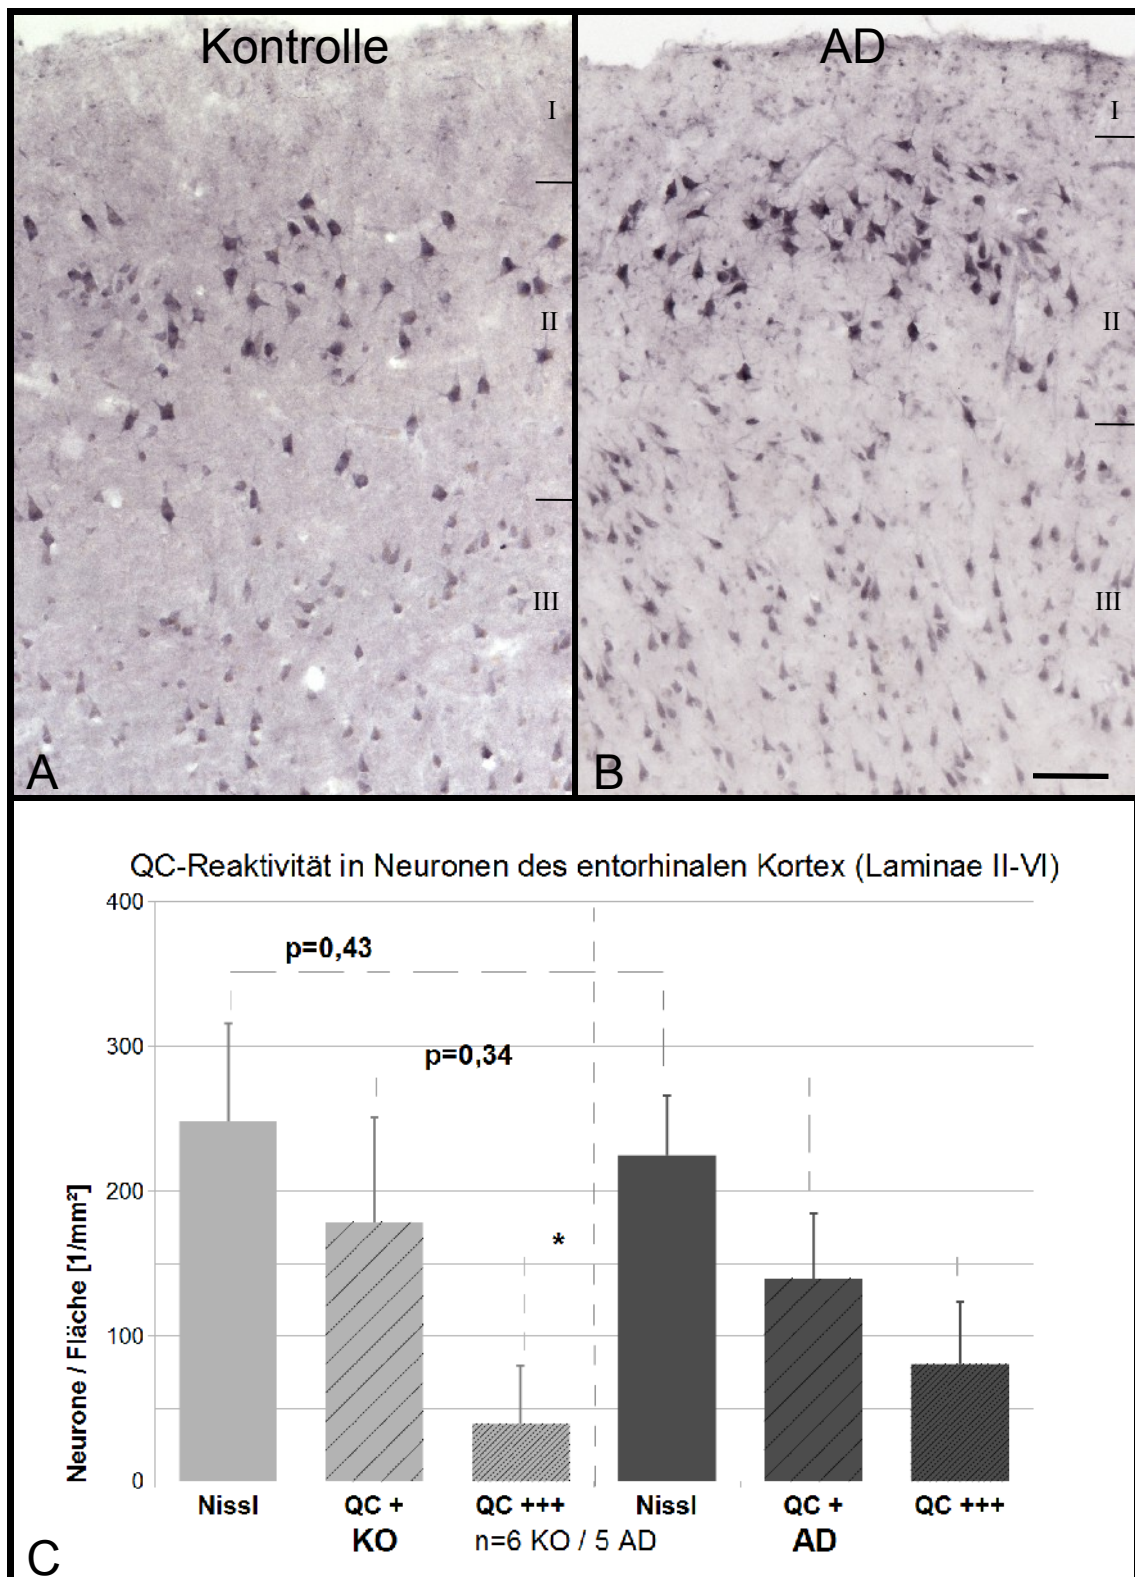 Kontrolle
AD
I
II
III
A
I
II
III
B
QC-Reaktivität in Neuronen des entorhinalen Kortex (Laminae II-VI)
Neurone / Fläche [1/mm²]
400
300
200
100
0
p=0,43
p=0,34
*
Nissl QC + QC +++ Nissl QC + QC +++
KO n=6 KO / 5 AD AD
C